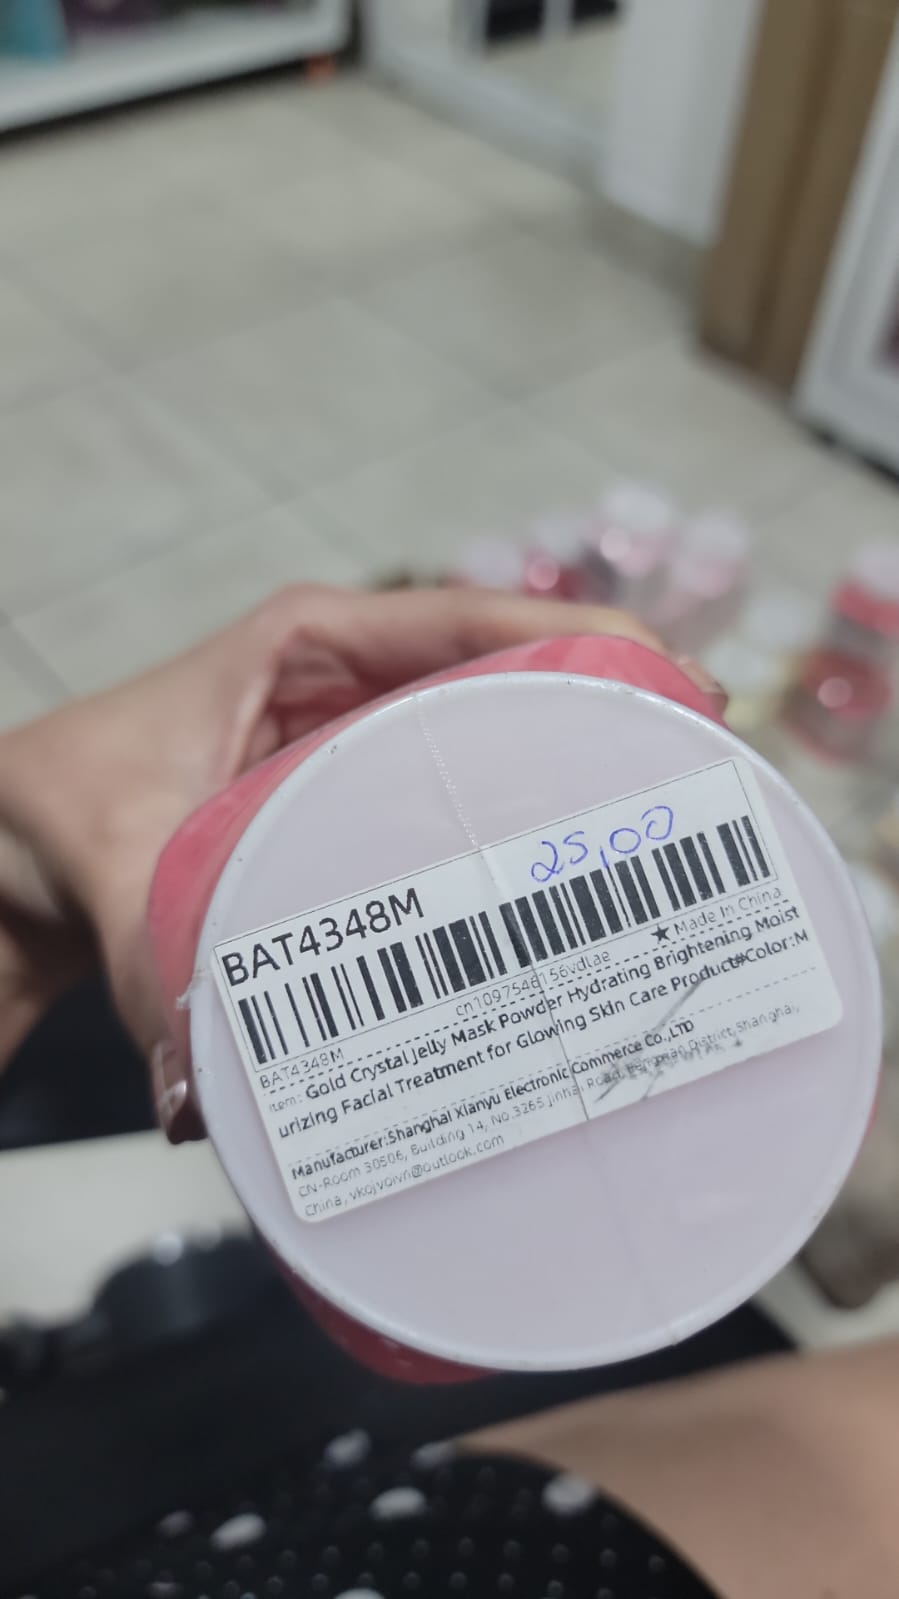 25,00
BAT4348M
cn1097548156vdlae
★ Made In China
BAT4348M
Item: Gold Crystal Jelly Mask Powder Hydrating Brightening Moist
urizing Facial Treatment for Glowing Skin Care Product#Color:M
Manufacturer:Shanghai Xianyu Electronic Commerce Co.,LTD
CN-Room 30506, Building 14, No.3265 Jinhai Road, Fengxian District,Shanghai,
China, vkojvoivn@outlook.com